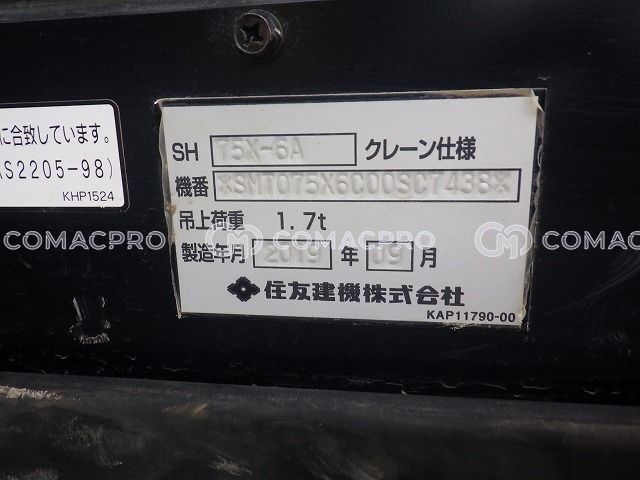 に合致しています。
S2205-98)
KHP1524
SH 75X-6A クレーン仕様
機番 *SMT075X6C00SC7438*
吊上荷重 1.7t
製造年月 2019 年 09 月
住友建機株式会社
KAP11790-00
COMACPRO
COMACPRO
COMACPRO